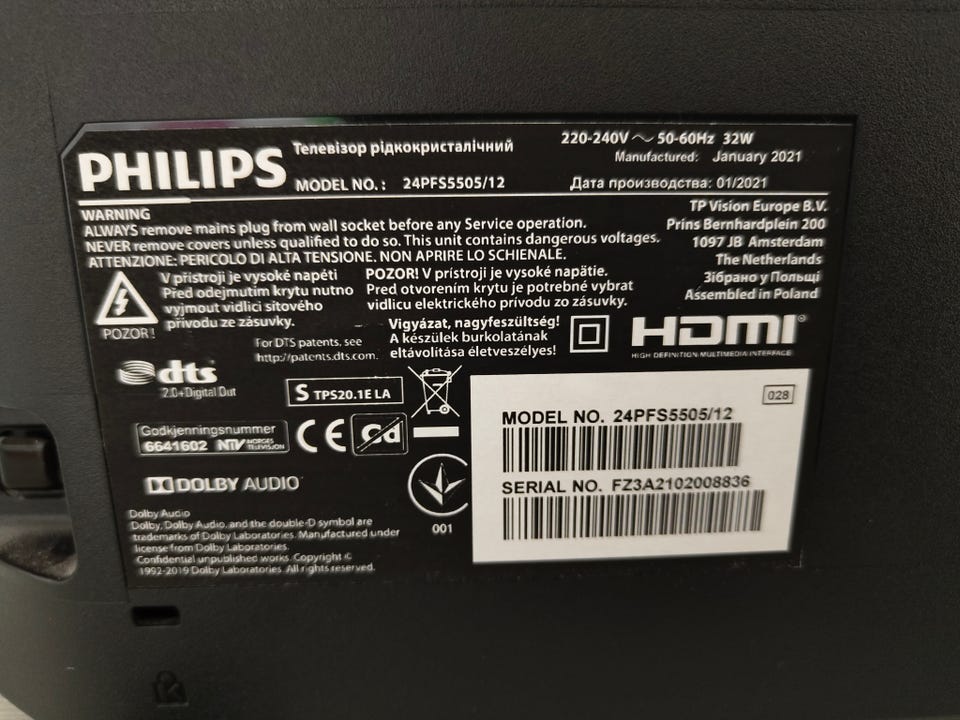 PHILIPS
Телевізор рідкокристалічний
MODEL NO.: 24PFS5505/12
220-240V ~ 50-60Hz 32W
Manufactured: January 2021
Дата производства: 01/2021
WARNING
ALWAYS remove mains plug from wall socket before any Service operation.
NEVER remove covers unless qualified to do so. This unit contains dangerous voltages.
ATTENZIONE: PERICOLO DI ALTA TENSIONE. NON APRIRE LO SCHIENALE.
TP Vision Europe B.V.
Prins Bernhardplein 200
1097 JB Amsterdam
The Netherlands
Зібрано у Польщі
Assembled in Poland
POZOR!
V přístroji je vysoké napětí
Před odejmutím krytu nutno
vyjmout vidlici síťového
přívodu ze zásuvky.
POZOR! V prístroji je vysoké napätie.
Pred otvorením krytu je potrebné vybrat
vidlicu elektrického prívodu zo zásuvky.
For DTS patents, see
http://patents.dts.com.
Vigyázat, nagyfeszültség!
A készülék burkolatának
eltávolítása életveszélyes!
HDMI®
HIGH DEFINITION MULTIMEDIA INTERFACE
dts
2.0+Digital Out
S TPS20.1E LA
Godkjenningsnummer
6641602 NTV NORGES TELEVISJON
CE
Cd
DOLBY AUDIO
001
Dolby Audio
Dolby, Dolby Audio, and the double-D symbol are
trademarks of Dolby Laboratories. Manufactured under
license from Dolby Laboratories.
Confidential unpublished works. Copyright ©
1992-2019 Dolby Laboratories. All rights reserved.
028
MODEL NO. 24PFS5505/12
SERIAL NO. FZ3A2102008836